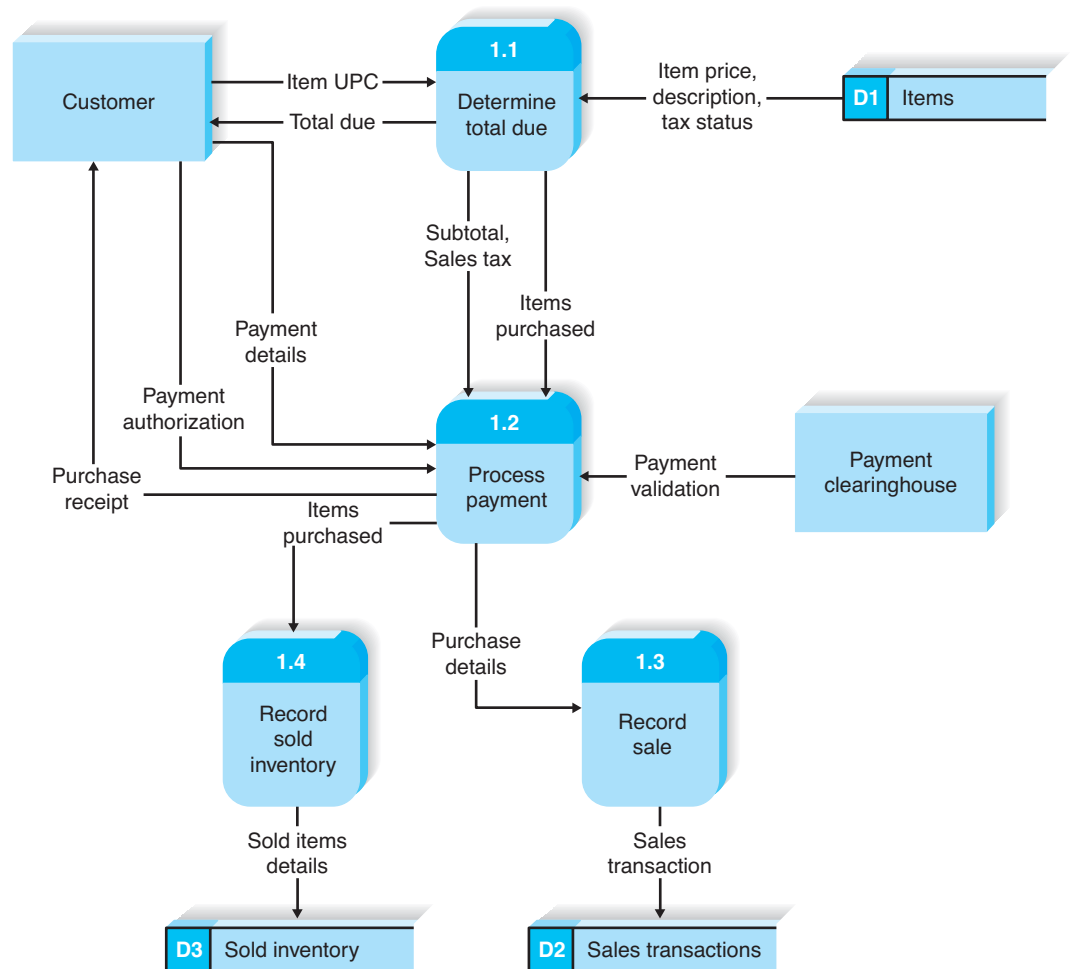 Customer
Item UPC
Total due
1.1
Determine
total due
Item price,
description,
tax status
D1 Items
Subtotal,
Sales tax
Items
purchased
Payment
details
Payment
authorization
Purchase
receipt
1.2
Process
payment
Payment
validation
Payment
clearinghouse
Items
purchased
Purchase
details
1.4
Record
sold
inventory
1.3
Record
sale
Sold items
details
Sales
transaction
D3 Sold inventory
D2 Sales transactions